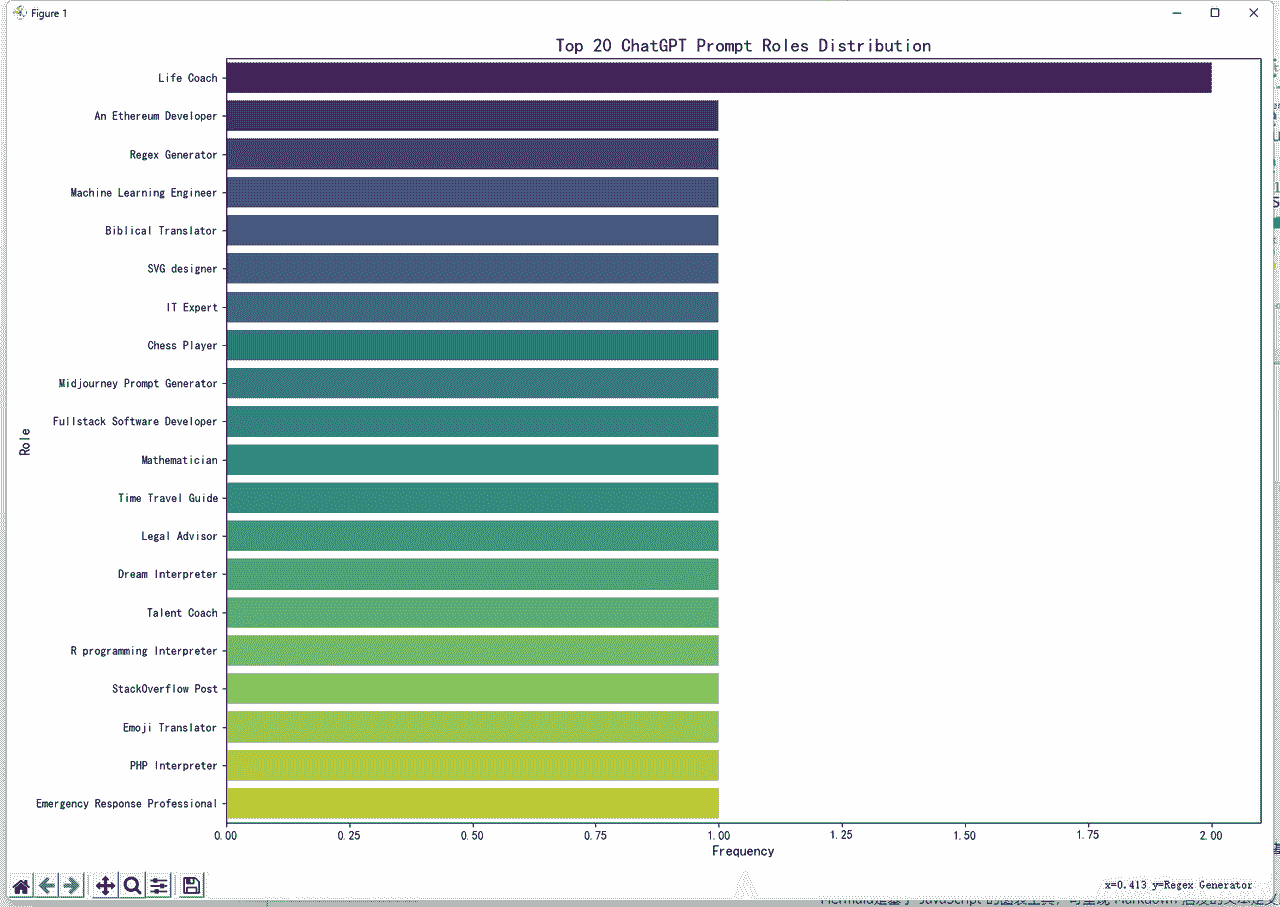 Figure 1
Top 20 ChatGPT Prompt Roles Distribution
Life Coach
An Ethereum Developer
Regex Generator
Machine Learning Engineer
Biblical Translator
SVG designer
IT Expert
Chess Player
Midjourney Prompt Generator
Fullstack Software Developer
Mathematician
Time Travel Guide
Legal Advisor
Dream Interpreter
Talent Coach
R programming Interpreter
StackOverflow Post
Emoji Translator
PHP Interpreter
Emergency Response Professional
Role
0.00 0.25 0.50 0.75 1.00 1.25 1.50 1.75 2.00
Frequency
x=0.413 y=Regex Generator